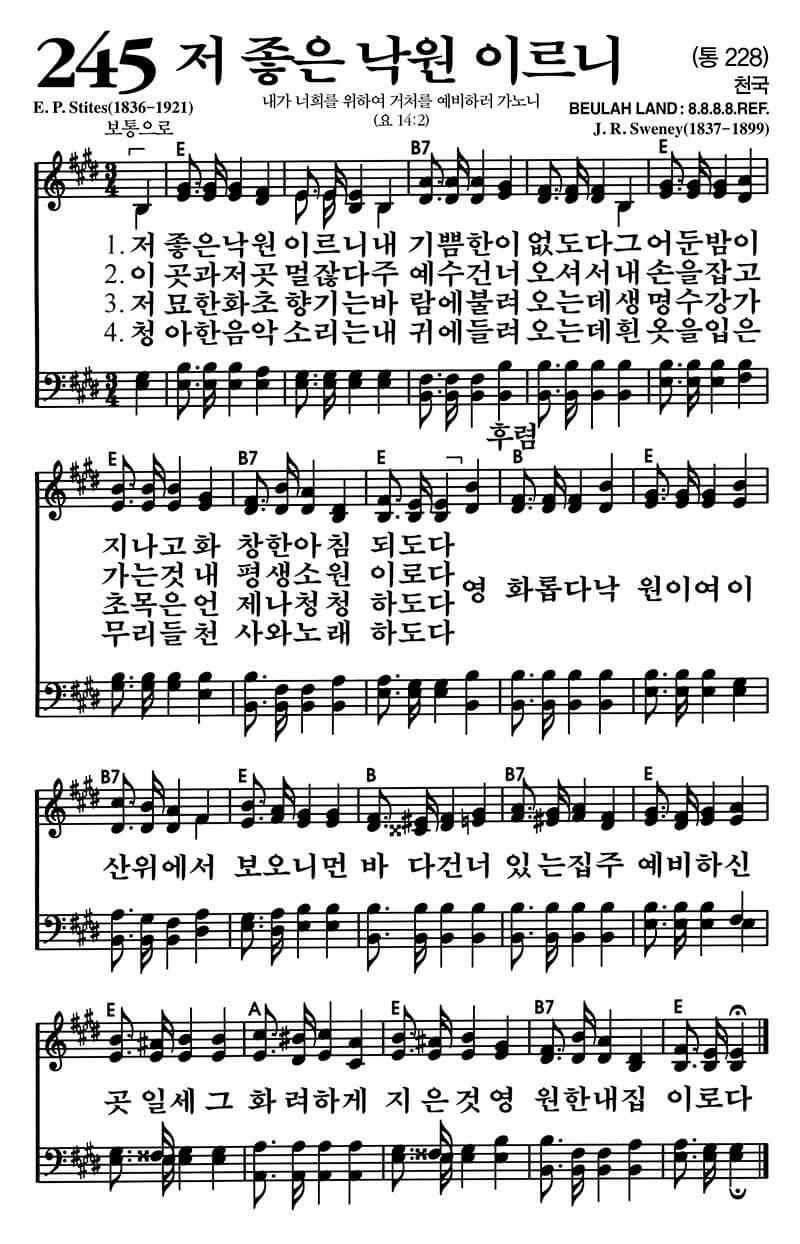 245 저 좋은 낙원 이르니 (통 228)
천국
E. P. Stites(1836-1921) 내가 너희를 위하여 거처를 예비하러 가노니 BEULAH LAND : 8.8.8.8.REF.
보통으로 (요 14:2) J. R. Sweney(1837-1899)
E B7 E
1. 저 좋은낙원 이르니내 기쁨한이 없도다그 어둔밤이
2. 이 곳과저곳 멀잖다주 예수건너 오셔서내 손을잡고
3. 저 묘한화초 향기는바 람에불려 오는데생 명수강가
4. 청 아한음악 소리는내 귀에들려 오는데흰 옷을입은
후렴
E B7 E B E
지나고화 창한아침 되도다
가는것내 평생소원 이로다
초목은언 제나청청 하도다
무리들천 사와노래 하도다
영 화롭다낙 원이여이
B7 E B B7 E
산위에서 보오니먼 바 다건너 있는집주 예비하신
E A E B7 E
곳 일세그 화 려하게 지 은것영 원한내집 이로다